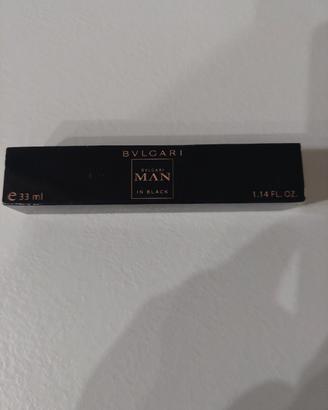 BVLGARI
BVLGARI
MAN
IN BLACK
℮ 33 ml
1.14 FL. OZ.